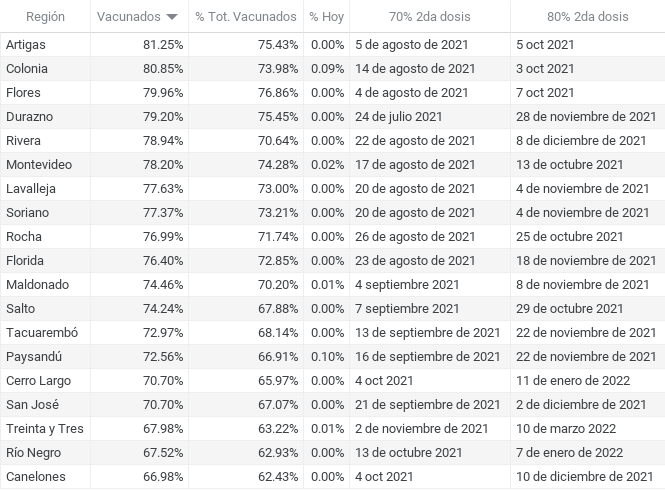 Región Vacunados % Tot. Vacunados % Hoy 70% 2da dosis 80% 2da dosis
Artigas 81.25% 75.43% 0.00% 5 de agosto de 2021 5 oct 2021
Colonia 80.85% 73.98% 0.09% 14 de agosto de 2021 3 oct 2021
Flores 79.96% 76.86% 0.00% 4 de agosto de 2021 7 oct 2021
Durazno 79.20% 75.45% 0.00% 24 de julio 2021 28 de noviembre de 2021
Rivera 78.94% 70.64% 0.00% 22 de agosto de 2021 8 de diciembre de 2021
Montevideo 78.20% 74.28% 0.02% 17 de agosto de 2021 13 de octubre 2021
Lavalleja 77.63% 73.00% 0.00% 20 de agosto de 2021 4 de noviembre de 2021
Soriano 77.37% 73.21% 0.00% 20 de agosto de 2021 4 de noviembre de 2021
Rocha 76.99% 71.74% 0.00% 26 de agosto de 2021 25 de octubre 2021
Florida 76.40% 72.85% 0.00% 23 de agosto de 2021 18 de noviembre de 2021
Maldonado 74.46% 70.20% 0.01% 4 septiembre 2021 8 de noviembre de 2021
Salto 74.24% 67.88% 0.00% 7 septiembre 2021 29 de octubre 2021
Tacuarembó 72.97% 68.14% 0.00% 13 de septiembre de 2021 22 de noviembre de 2021
Paysandú 72.56% 66.91% 0.10% 16 de septiembre de 2021 22 de noviembre de 2021
Cerro Largo 70.70% 65.97% 0.00% 4 oct 2021 11 de enero de 2022
San José 70.70% 67.07% 0.00% 21 de septiembre de 2021 2 de diciembre de 2021
Treinta y Tres 67.98% 63.22% 0.01% 2 de noviembre de 2021 10 de marzo 2022
Río Negro 67.52% 62.93% 0.00% 13 de octubre 2021 7 de enero de 2022
Canelones 66.98% 62.43% 0.00% 4 oct 2021 10 de diciembre de 2021